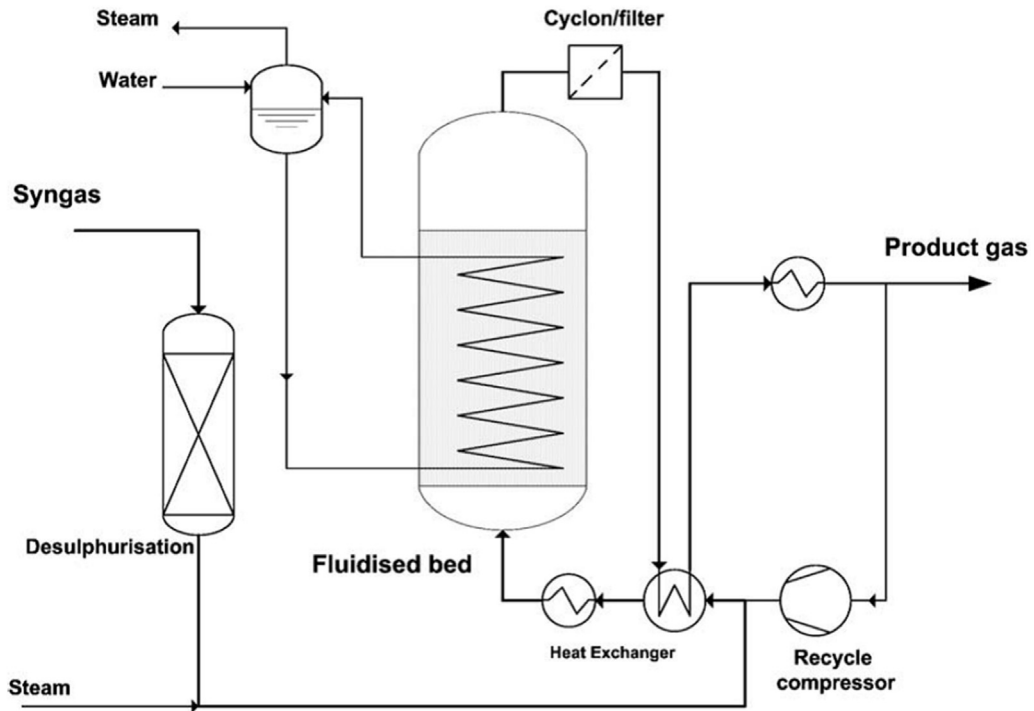 Steam
Cyclon/filter
Water
Syngas
Product gas
Desulphurisation
Fluidised bed
Heat Exchanger
Recycle
compressor
Steam